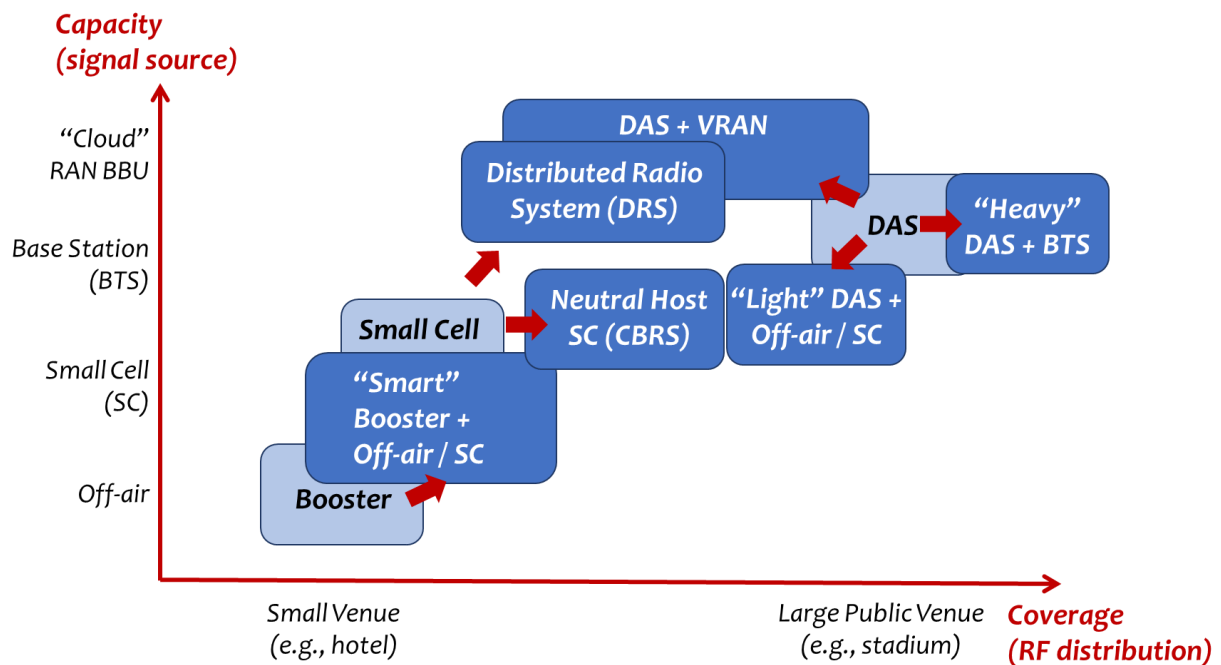 Capacity
(signal source)
“Cloud”
RAN BBU
Base Station
(BTS)
Small Cell
(SC)
Off-air
DAS + VRAN
Distributed Radio
System (DRS)
DAS
“Heavy”
DAS + BTS
Small Cell
Neutral Host
SC (CBRS)
“Light” DAS +
Off-air / SC
“Smart”
Booster +
Off-air / SC
Booster
Small Venue
(e.g., hotel)
Large Public Venue
(e.g., stadium)
Coverage
(RF distribution)